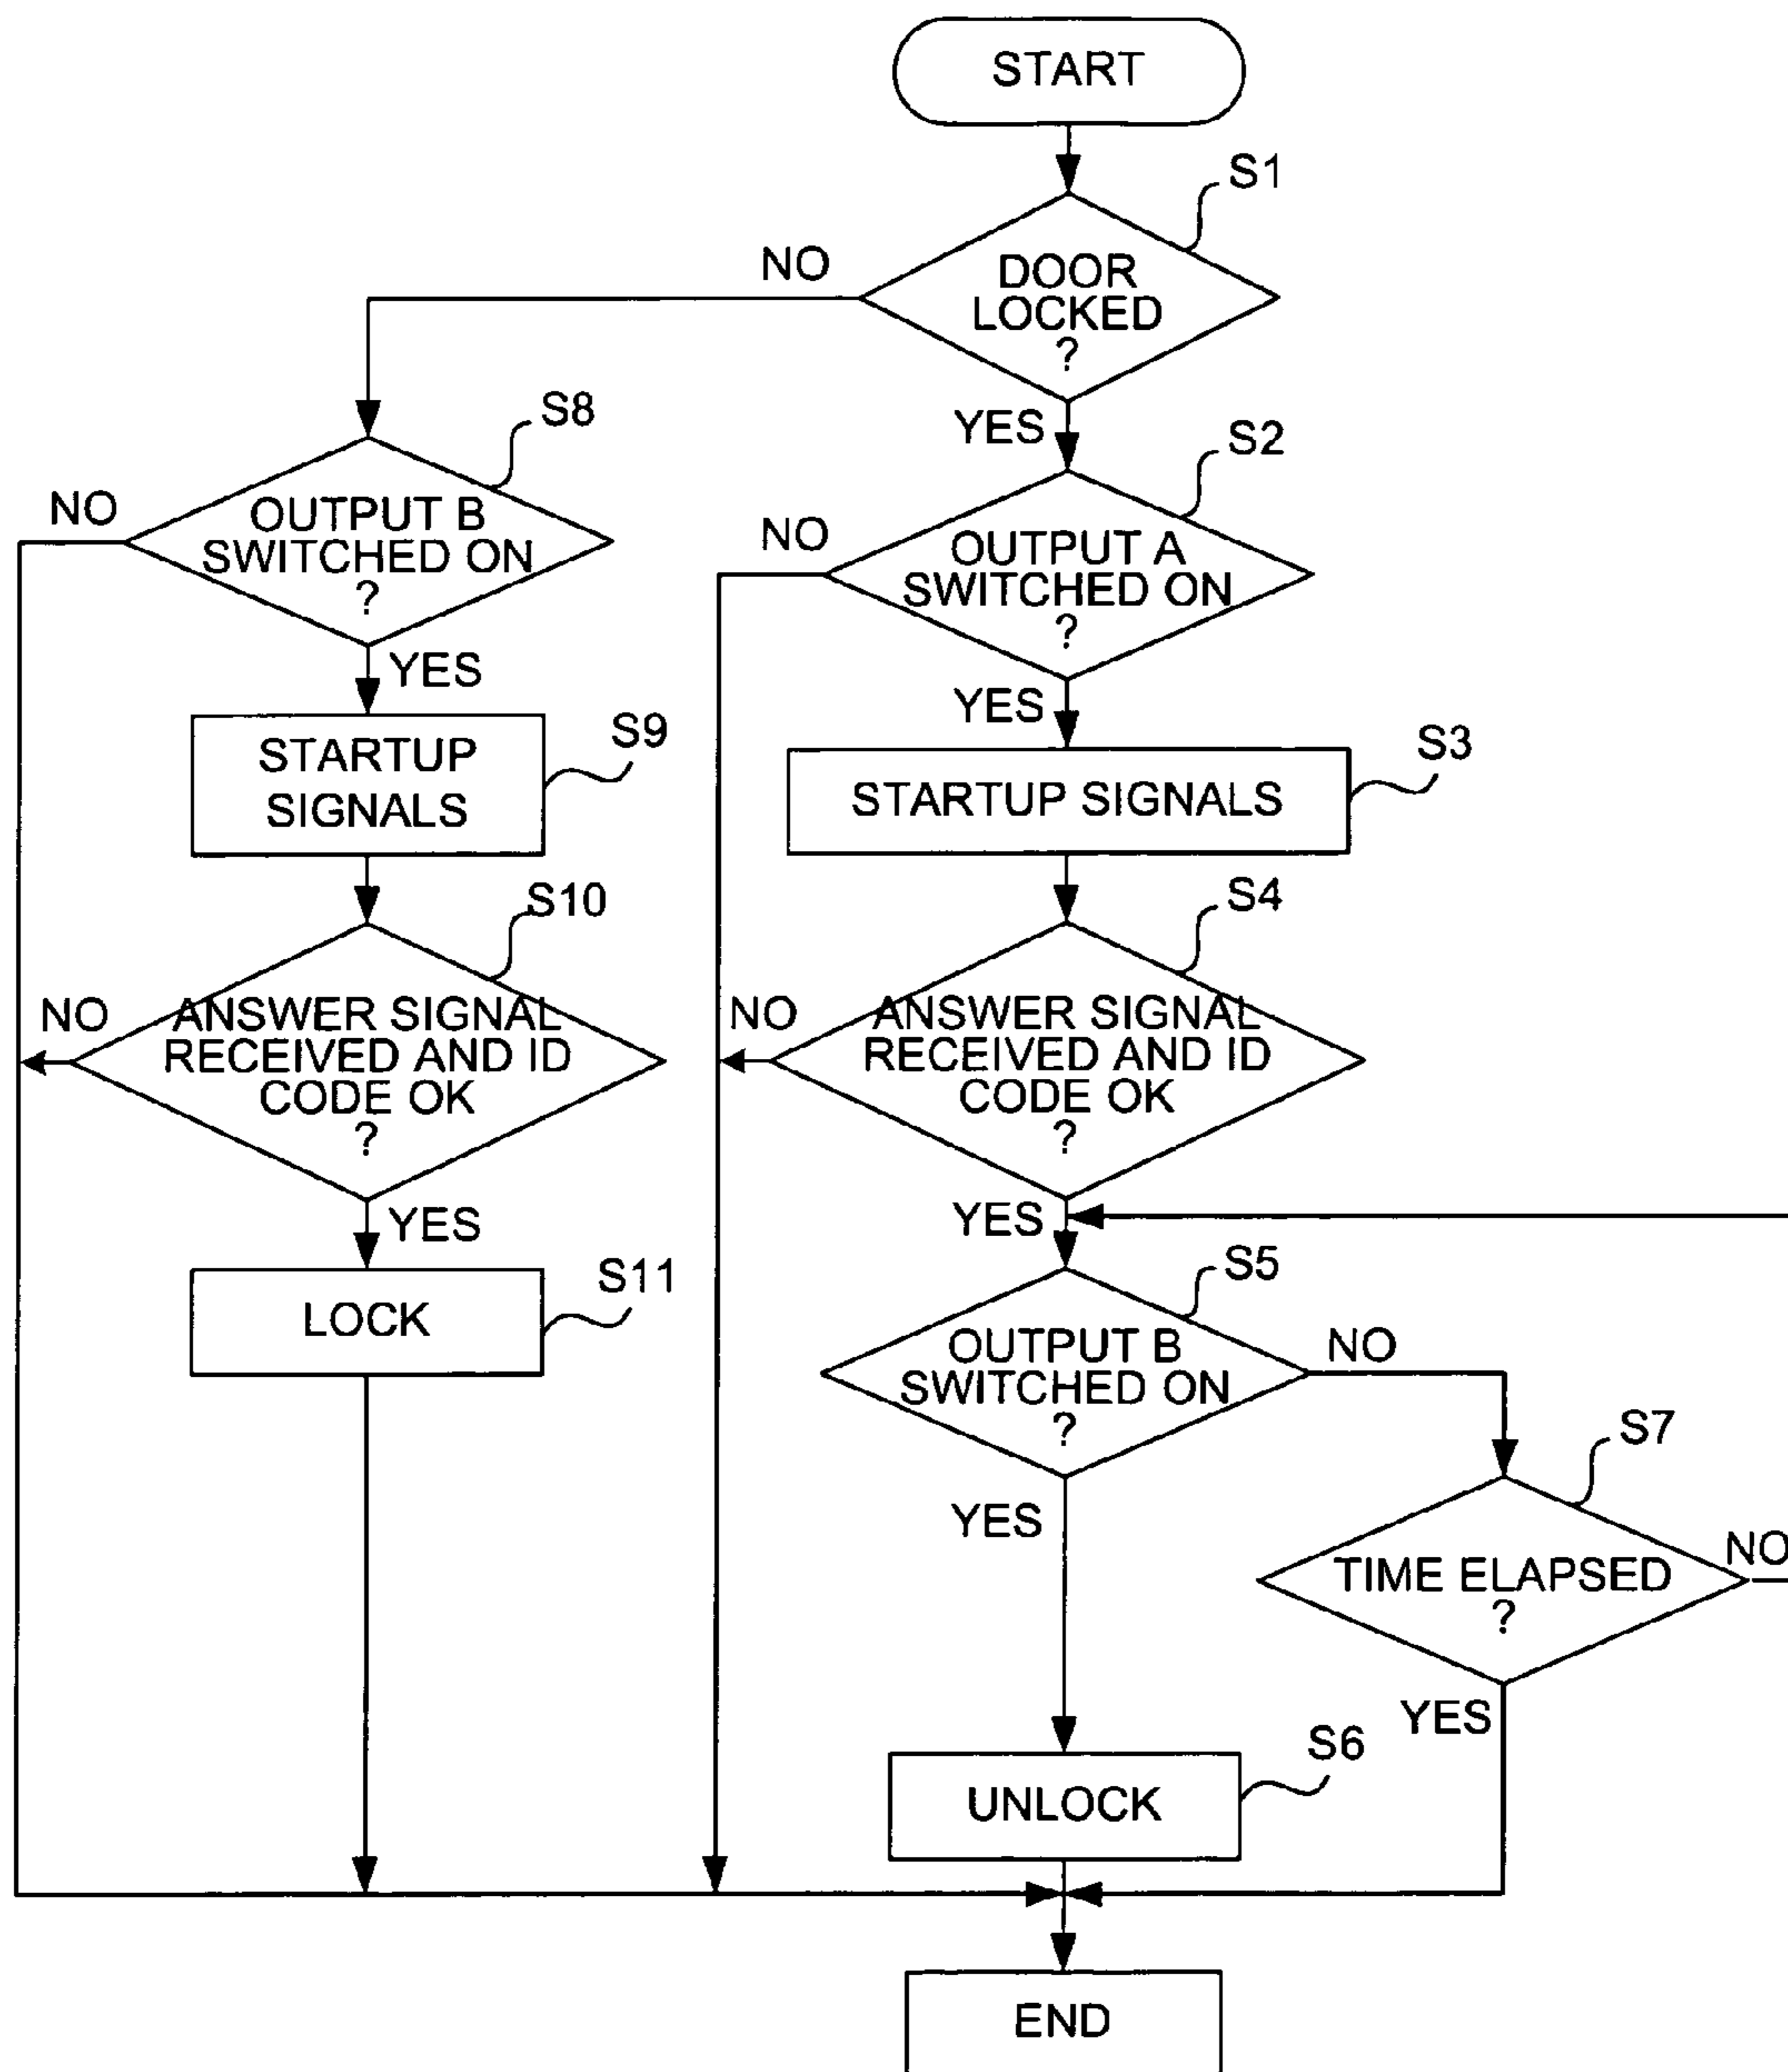 START
S1
NO
DOOR
LOCKED
?
YES
S8
S2
NO
OUTPUT B
SWITCHED ON
?
NO
OUTPUT A
SWITCHED ON
?
YES
YES
S9
STARTUP
SIGNALS
S3
STARTUP SIGNALS
S10
S4
NO
ANSWER SIGNAL
RECEIVED AND ID
CODE OK
?
NO
ANSWER SIGNAL
RECEIVED AND ID
CODE OK
?
YES
YES
S11
LOCK
S5
OUTPUT B
SWITCHED ON
?
NO
S7
YES
TIME ELAPSED
?
NO
YES
S6
UNLOCK
END